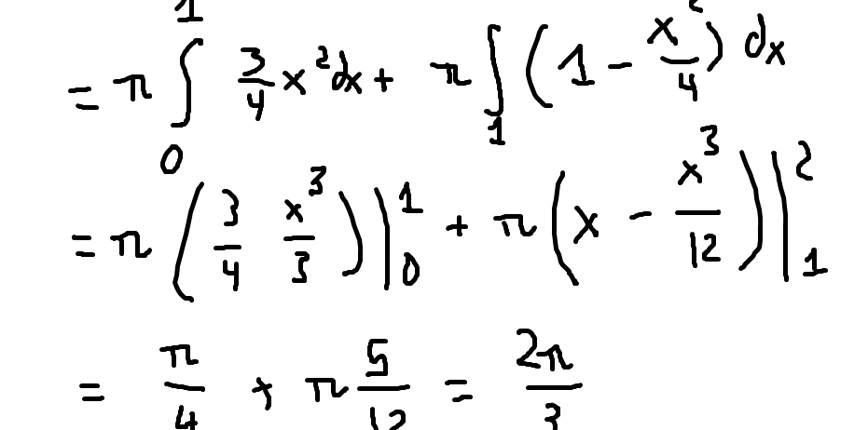 = π ∫₀¹ 3/4 x² dx + π ∫₁ (1 − x²/4) dx
= π (3/4 x³/3) |₀¹ + π (x − x³/12) |₁²
= π/4 + π 5/12 = 2π/3